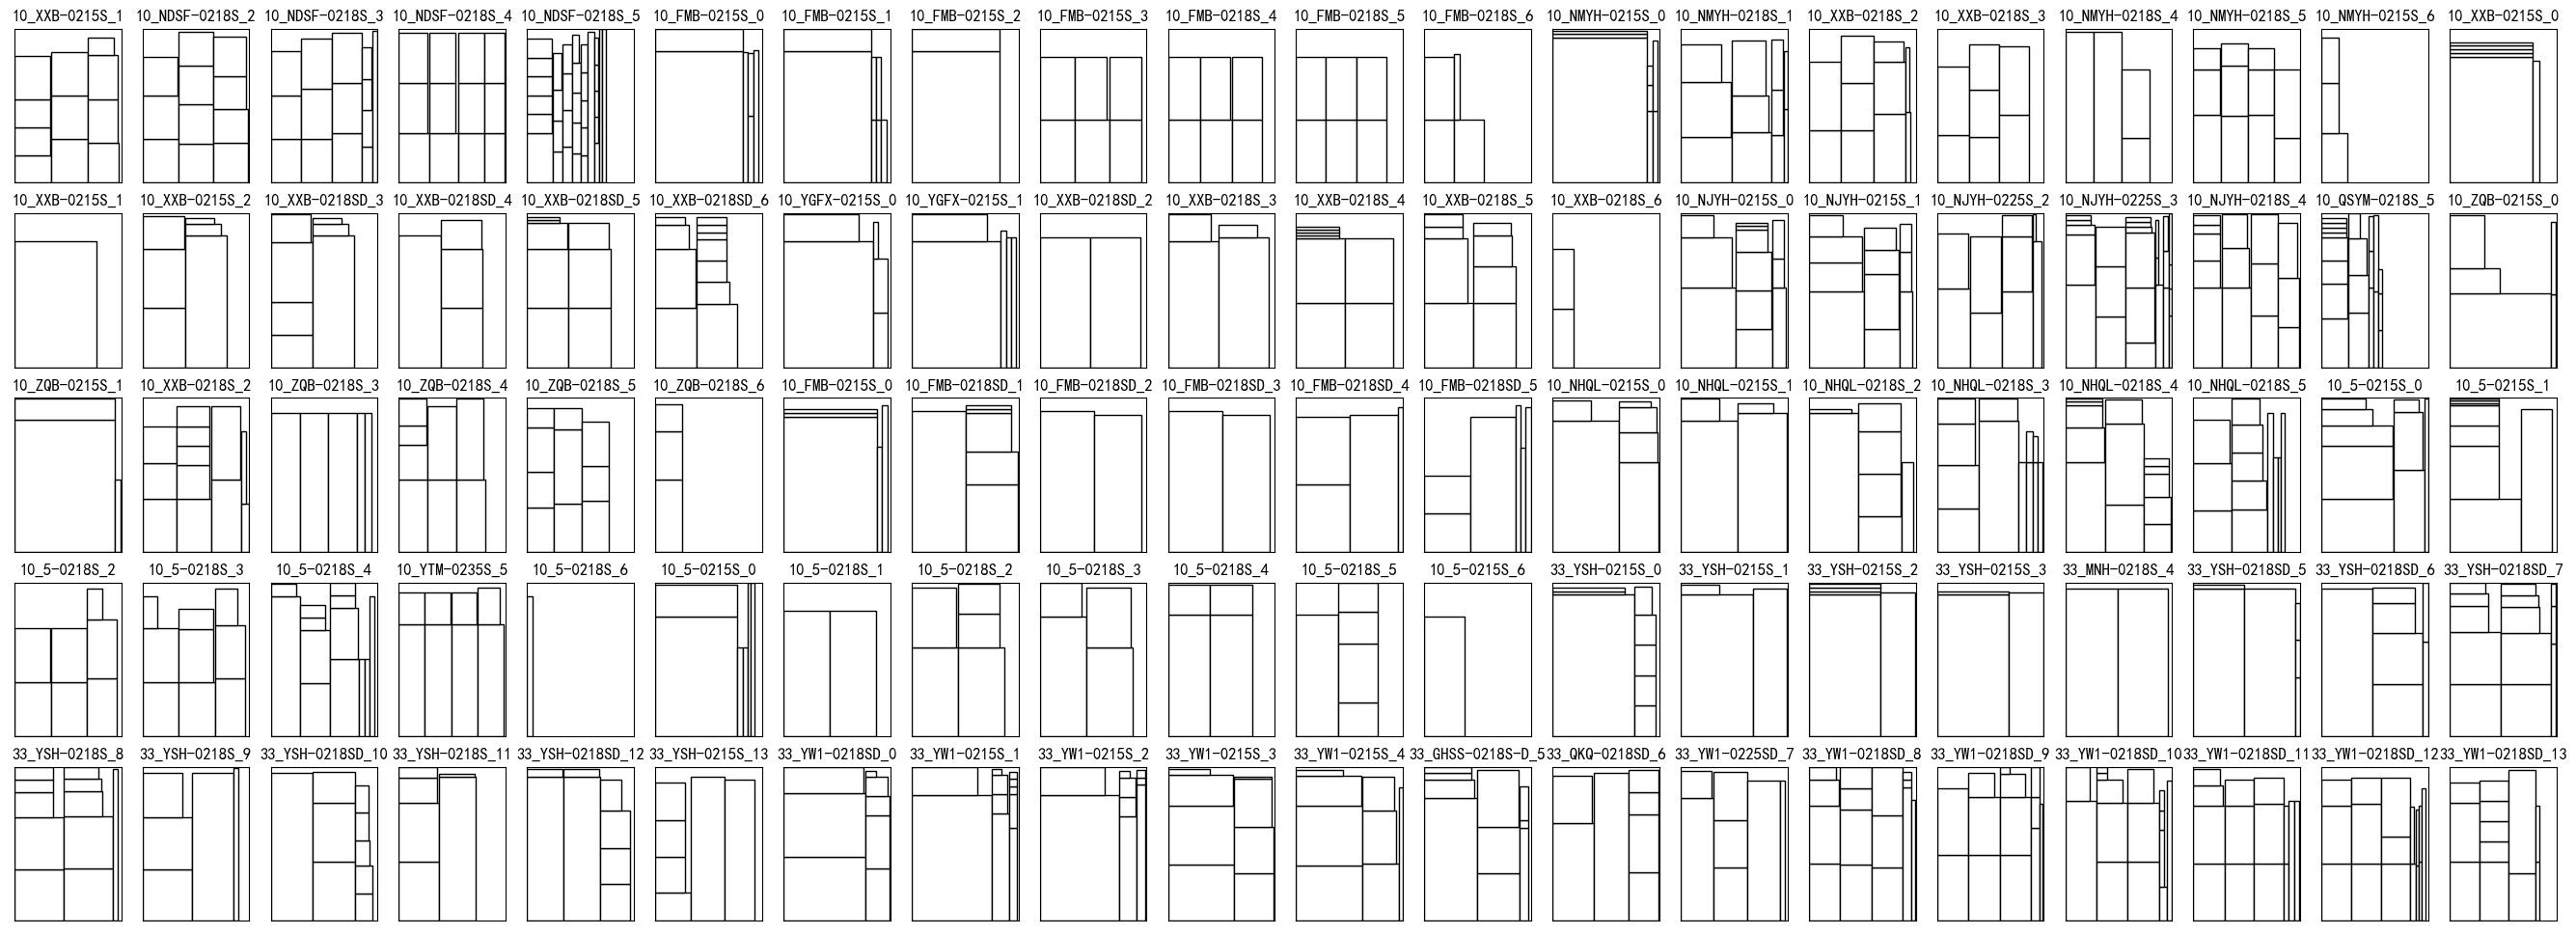 10_XXB-0215S_1 10_NDSF-0218S_2 10_NDSF-0218S_3 10_NDSF-0218S_4 10_NDSF-0218S_5 10_FMB-0215S_0 10_FMB-0215S_1 10_FMB-0215S_2 10_FMB-0215S_3 10_FMB-0218S_4 10_FMB-0218S_5 10_FMB-0218S_6 10_NMYH-0215S_0 10_NMYH-0218S_1 10_XXB-0218S_2 10_XXB-0218S_3 10_NMYH-0218S_4 10_NMYH-0218S_5 10_NMYH-0215S_6 10_XXB-0215S_0
10_XXB-0215S_1 10_XXB-0215S_2 10_XXB-0218SD_3 10_XXB-0218SD_4 10_XXB-0218SD_5 10_XXB-0218SD_6 10_YGFX-0215S_0 10_YGFX-0215S_1 10_XXB-0218SD_2 10_XXB-0218S_3 10_XXB-0218S_4 10_XXB-0218S_5 10_XXB-0218S_6 10_NJYH-0215S_0 10_NJYH-0215S_1 10_NJYH-0225S_2 10_NJYH-0225S_3 10_NJYH-0218S_4 10_QSYM-0218S_5 10_ZQB-0215S_0
10_ZQB-0215S_1 10_XXB-0218S_2 10_ZQB-0218S_3 10_ZQB-0218S_4 10_ZQB-0218S_5 10_ZQB-0218S_6 10_FMB-0215S_0 10_FMB-0218SD_1 10_FMB-0218SD_2 10_FMB-0218SD_3 10_FMB-0218SD_4 10_FMB-0218SD_5 10_NHQL-0215S_0 10_NHQL-0215S_1 10_NHQL-0218S_2 10_NHQL-0218S_3 10_NHQL-0218S_4 10_NHQL-0218S_5 10_5-0215S_0 10_5-0215S_1
10_5-0218S_2 10_5-0218S_3 10_5-0218S_4 10_YTM-0235S_5 10_5-0218S_6 10_5-0215S_0 10_5-0218S_1 10_5-0218S_2 10_5-0218S_3 10_5-0218S_4 10_5-0218S_5 10_5-0215S_6 33_YSH-0215S_0 33_YSH-0215S_1 33_YSH-0215S_2 33_YSH-0215S_3 33_MNH-0218S_4 33_YSH-0218SD_5 33_YSH-0218SD_6 33_YSH-0218SD_7
33_YSH-0218S_8 33_YSH-0218S_9 33_YSH-0218SD_10 33_YSH-0218S_11 33_YSH-0218SD_12 33_YSH-0215S_13 33_YW1-0218SD_0 33_YW1-0215S_1 33_YW1-0215S_2 33_YW1-0215S_3 33_YW1-0215S_4 33_GHSS-0218S-D_5 33_QKQ-0218SD_6 33_YW1-0225SD_7 33_YW1-0218SD_8 33_YW1-0218SD_9 33_YW1-0218SD_10 33_YW1-0218SD_11 33_YW1-0218SD_12 33_YW1-0218SD_13